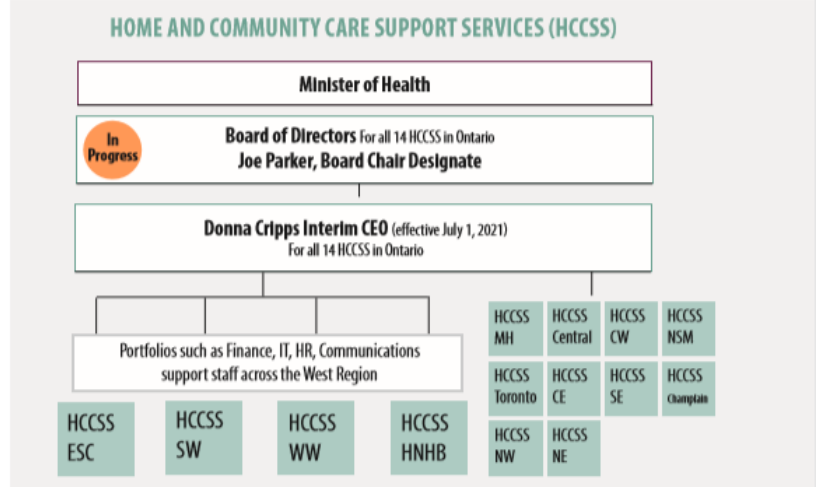 HOME AND COMMUNITY CARE SUPPORT SERVICES (HCCSS)
Minister of Health
In
Progress
Board of Directors For all 14 HCCSS in Ontario
Joe Parker, Board Chair Designate
Donna Cripps Interim CEO (effective July 1, 2021)
For all 14 HCCSS in Ontario
Portfolios such as Finance, IT, HR, Communications
support staff across the West Region
HCCSS
ESC
HCCSS
SW
HCCSS
WW
HCCSS
HNHB
HCCSS
MH
HCCSS
Central
HCCSS
CW
HCCSS
NSM
HCCSS
Toronto
HCCSS
CE
HCCSS
SE
HCCSS
Champlain
HCCSS
NW
HCCSS
NE